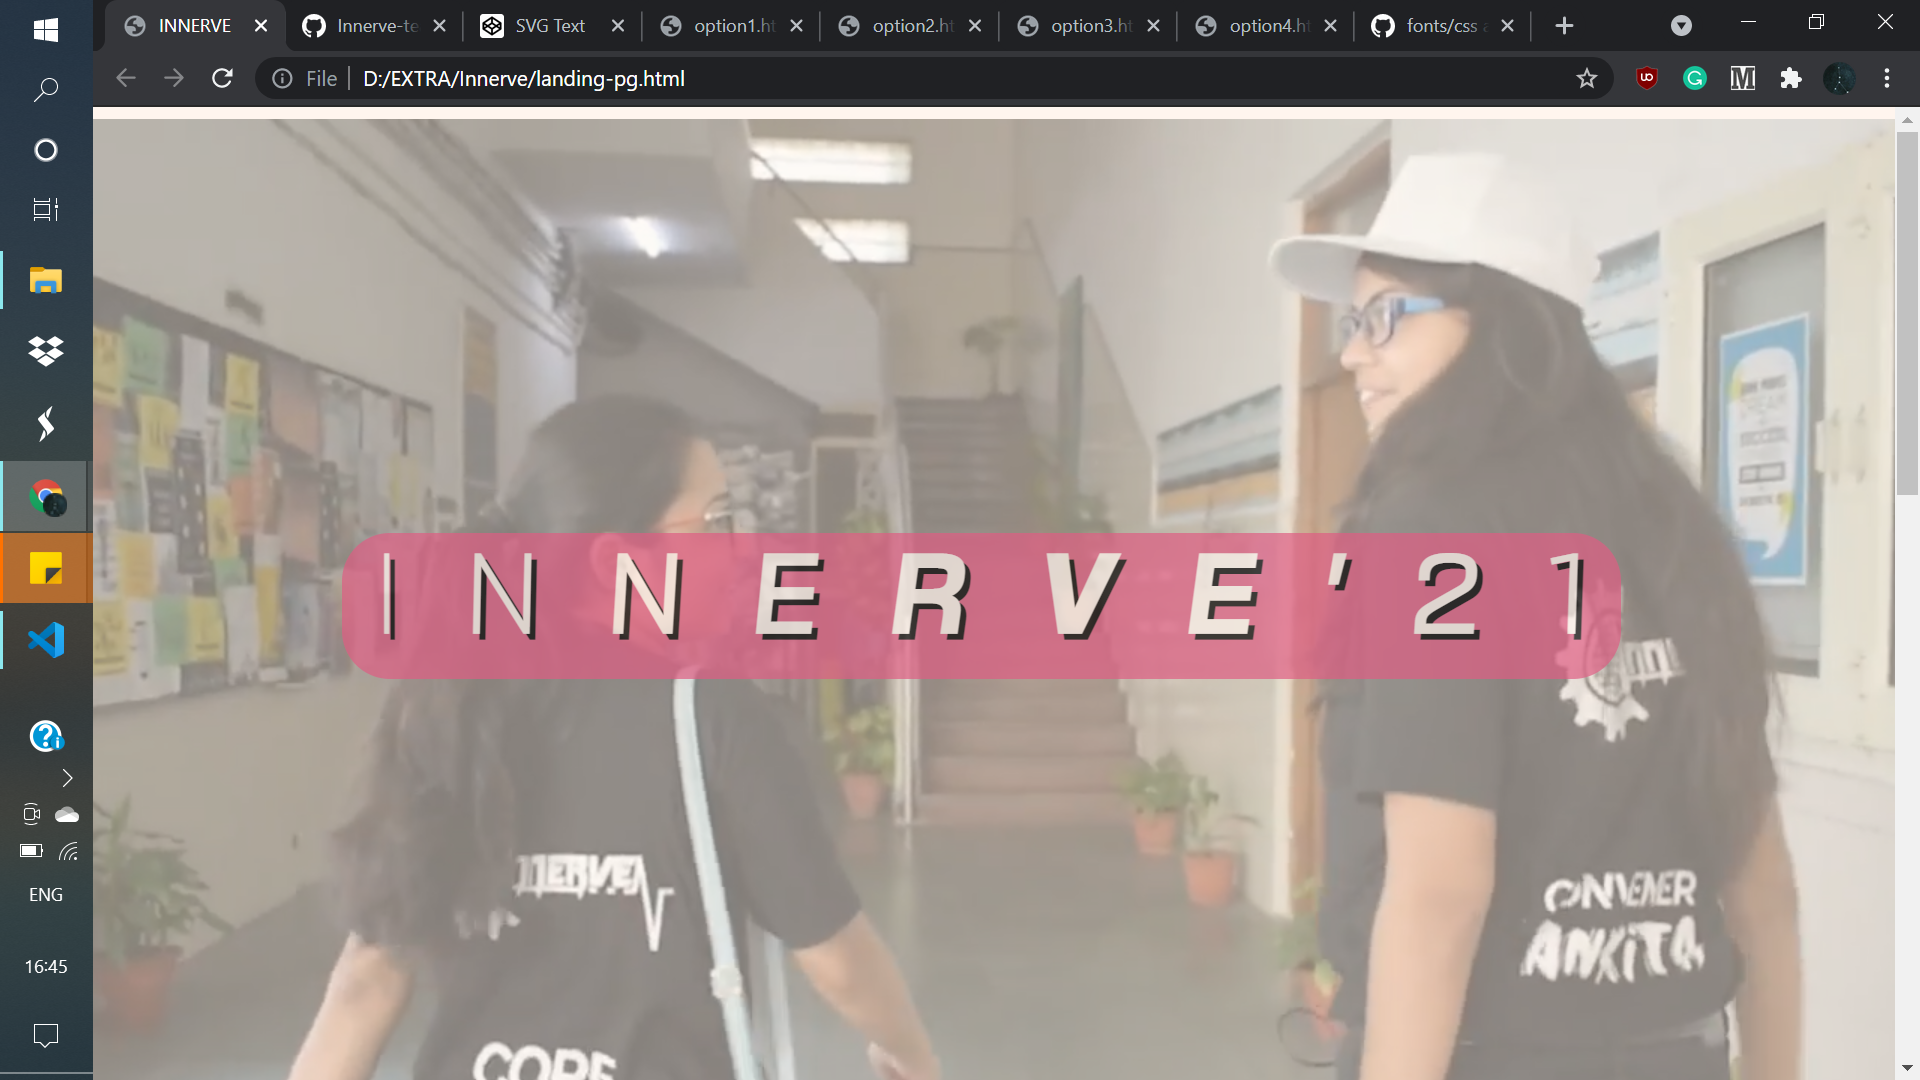 INNERVE
Innerve-te
SVG Text
option1.ht
option2.ht
option3.ht
option4.ht
fonts/css a
File
D:/EXTRA/Innerve/landing-pg.html
I N N E R V E ' 2 1
CONVENER
ANKITA
CORE
ENG
16:45